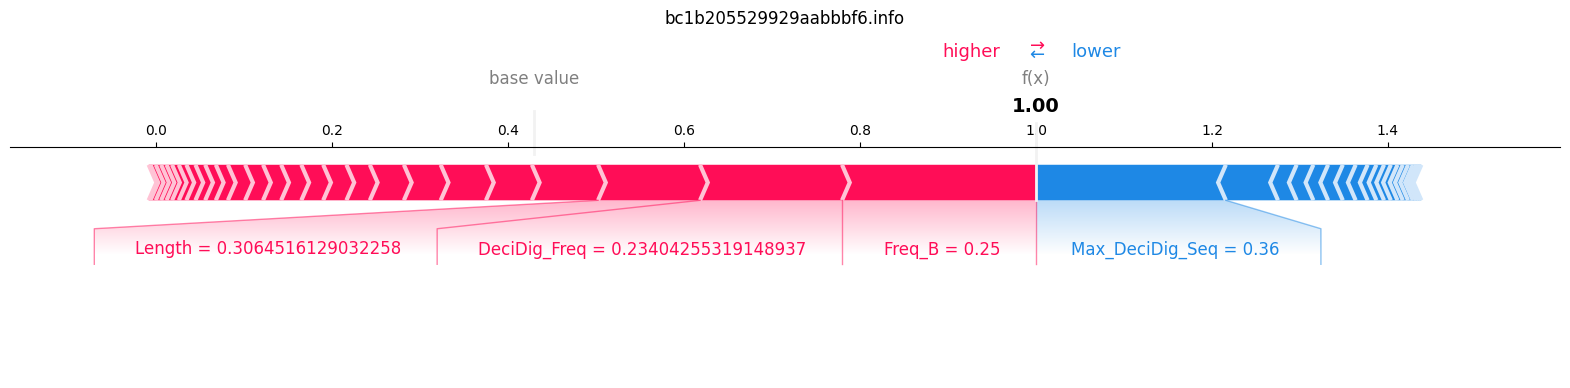 bc1b205529929aabbbf6.info
higher ⇄ lower
base value f(x)
1.00
0.0 0.2 0.4 0.6 0.8 1.0 1.2 1.4
Length = 0.3064516129032258 DeciDig_Freq = 0.23404255319148937 Freq_B = 0.25 Max_DeciDig_Seq = 0.36